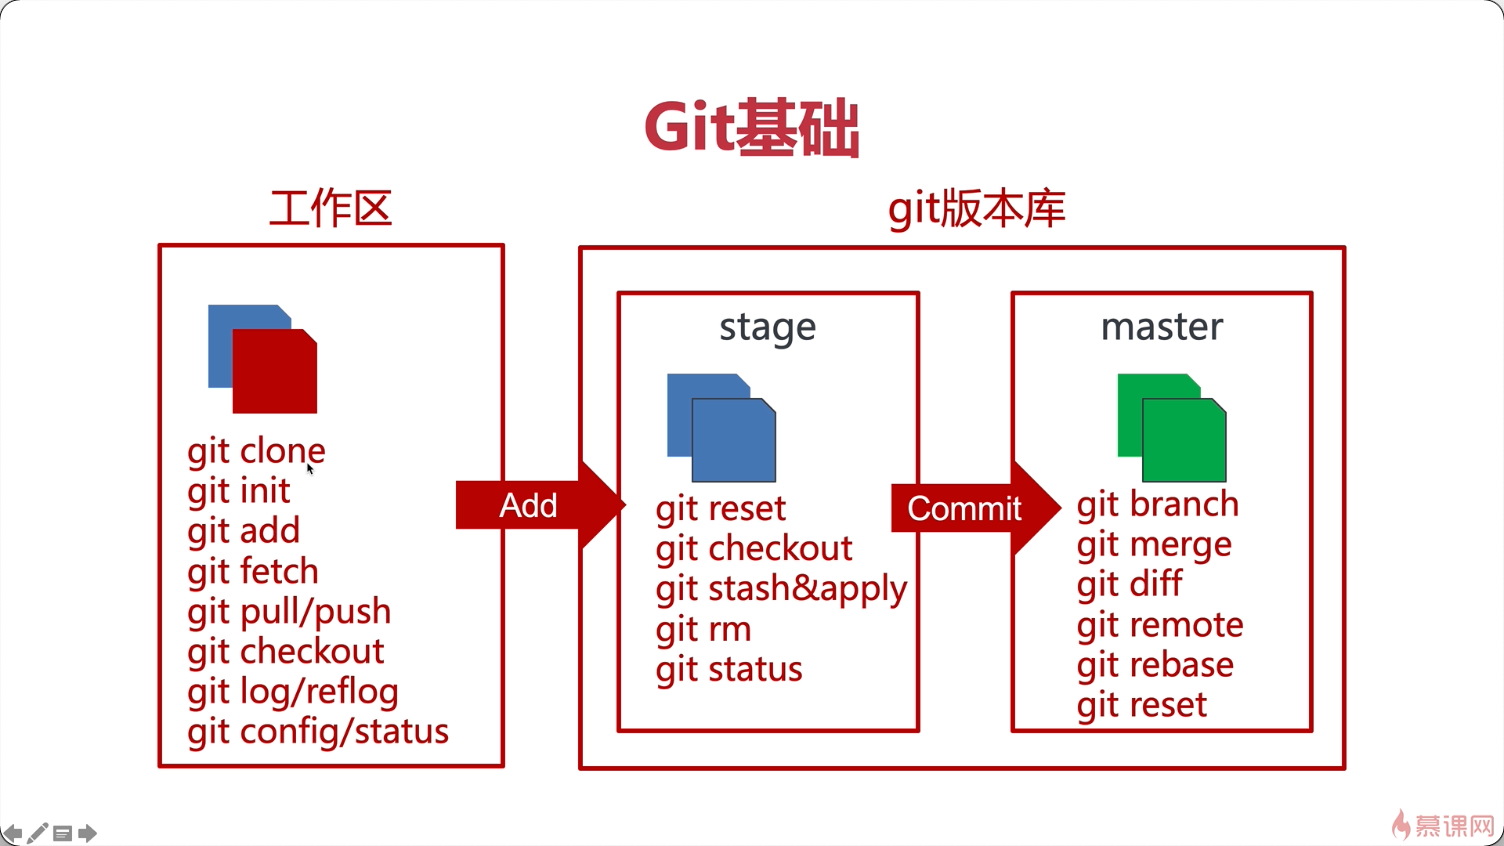 Git基础
工作区
git clone
git init
git add
git fetch
git pull/push
git checkout
git log/reflog
git config/status
Add
git版本库
stage
git reset
git checkout
git stash&apply
git rm
git status
Commit
master
git branch
git merge
git diff
git remote
git rebase
git reset
慕课网